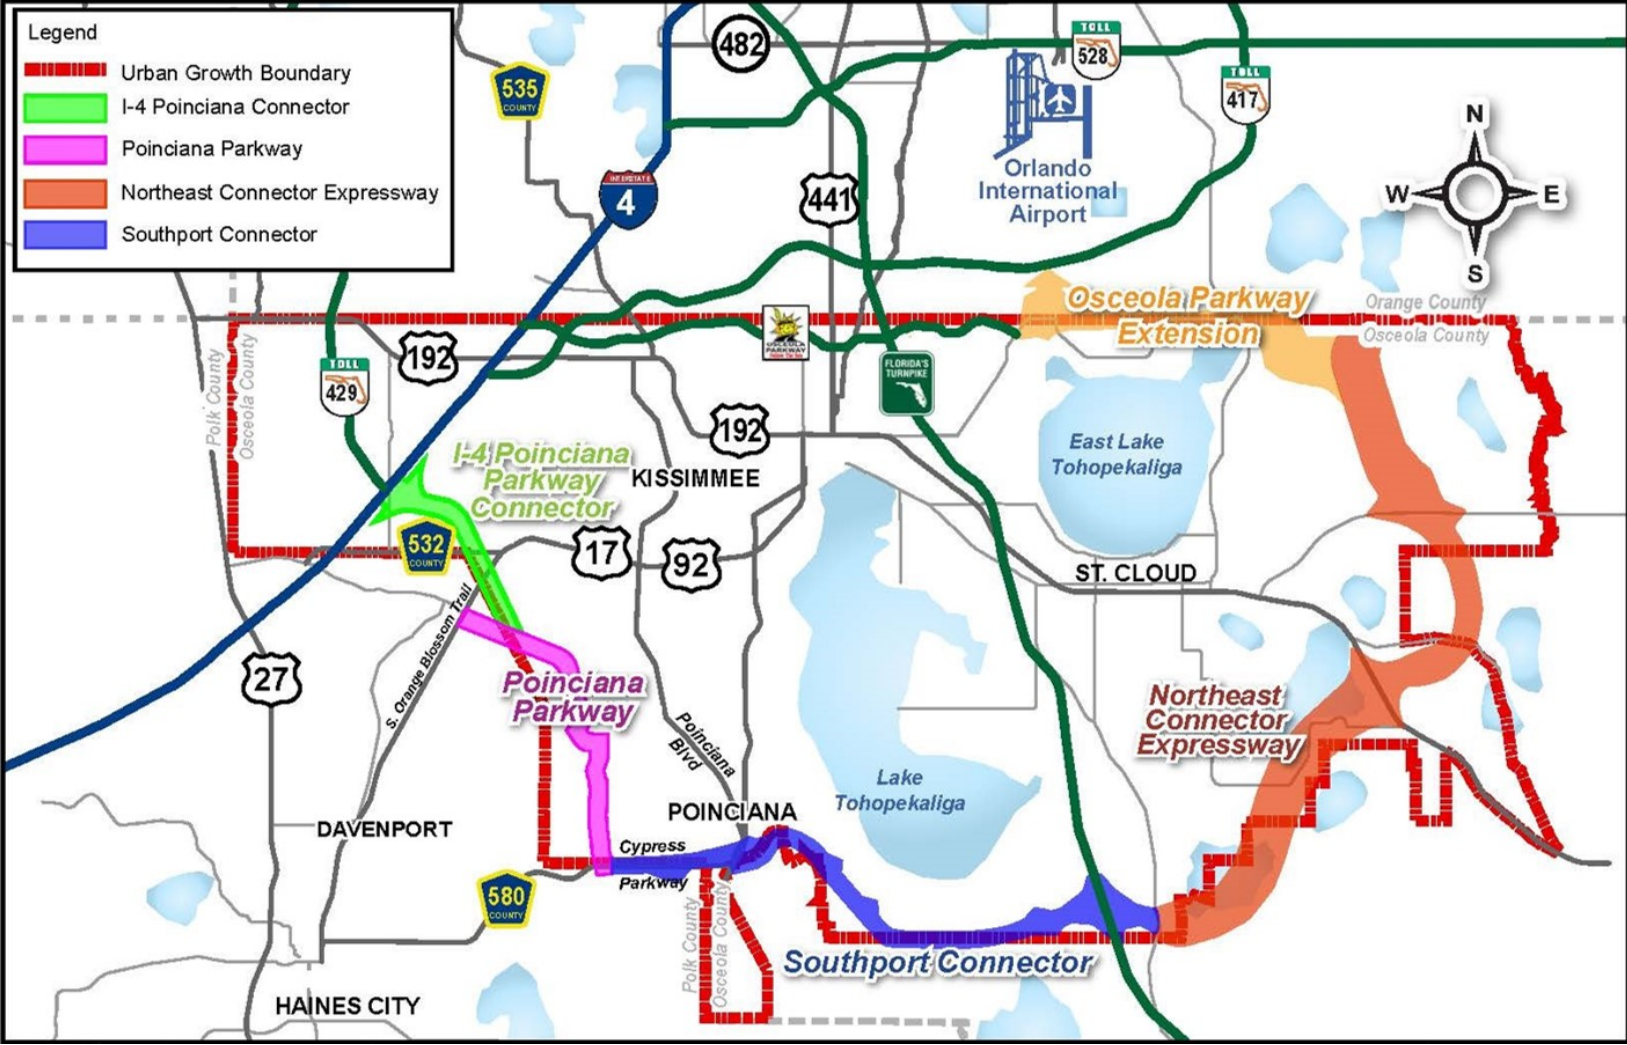 Legend
Urban Growth Boundary
I-4 Poinciana Connector
Poinciana Parkway
Northeast Connector Expressway
Southport Connector
482
535
COUNTY
TOLL
528
TOLL
417
INTERSTATE
4
441
Orlando
International
Airport
N
W
E
S
Osceola Parkway
Extension
Orange County
Osceola County
OSCEOLA
PARKWAY
192
Polk County
Osceola County
TOLL
429
FLORIDA'S
TURNPIKE
192
I-4 Poinciana
Parkway
Connector
KISSIMMEE
East Lake
Tohopekaliga
532
COUNTY
17
92
ST. CLOUD
S. Orange Blossom Trail
27
Poinciana
Parkway
Poinciana
Blvd
Northeast
Connector
Expressway
Lake
Tohopekaliga
POINCIANA
DAVENPORT
Cypress
Parkway
580
COUNTY
Polk County
Osceola County
Southport Connector
HAINES CITY